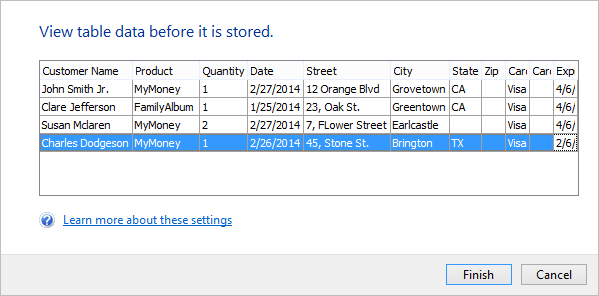 View table data before it is stored.
Customer Name Product Quantity Date Street City State Zip Card Card Exp
John Smith Jr. MyMoney 1 2/27/2014 12 Orange Blvd Grovetown CA Visa 4/6/
Clare Jefferson FamilyAlbum 1 1/25/2014 23, Oak St. Greentown CA Visa 4/6/
Susan Mclaren MyMoney 2 2/27/2014 7, FLower Street Earlcastle Visa 4/6/
Charles Dodgeson MyMoney 1 2/26/2014 45, Stone St. Brington TX Visa 2/6/
Learn more about these settings
Finish Cancel